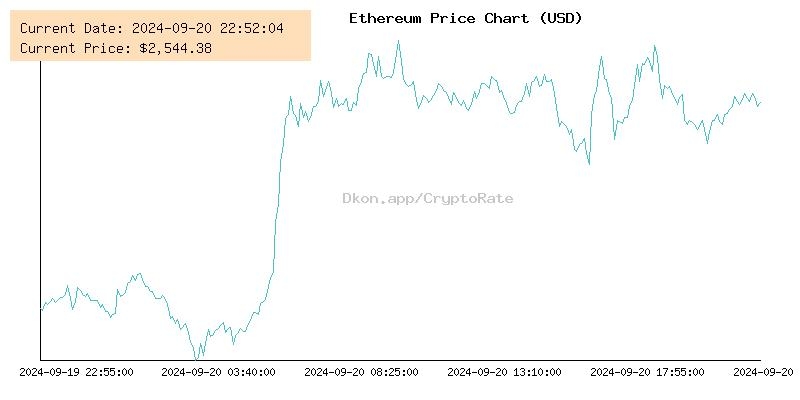 Ethereum Price Chart (USD)
Current Date: 2024-09-20 22:52:04
Current Price: $2,544.38
Dkon.app/CryptoRate
2024-09-19 22:55:00 2024-09-20 03:40:00 2024-09-20 08:25:00 2024-09-20 13:10:00 2024-09-20 17:55:00 2024-09-20